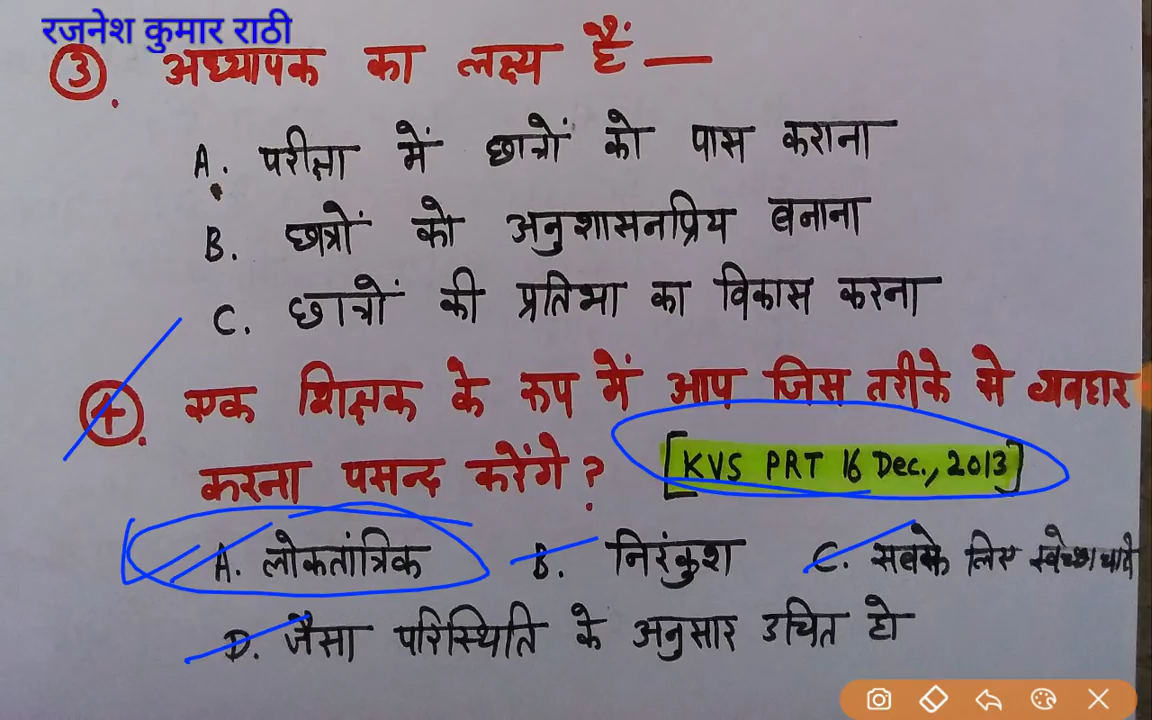 रजनेश कुमार राठी
3. अध्यापक का लक्ष्य हैं —
A. परीक्षा में छात्रों को पास कराना
B. छात्रों को अनुशासनप्रिय बनाना
C. छात्रों की प्रतिभा का विकास करना
4. एक शिक्षक के रुप में आप जिस तरीके से व्यवहार
करना पसन्द करेंगे? [KVS PRT 16 Dec., 2013]
A. लोकतांत्रिक B. निरंकुश C. सबके लिए स्वेच्छाचारी
D. जैसा परिस्थिति के अनुसार उचित हो